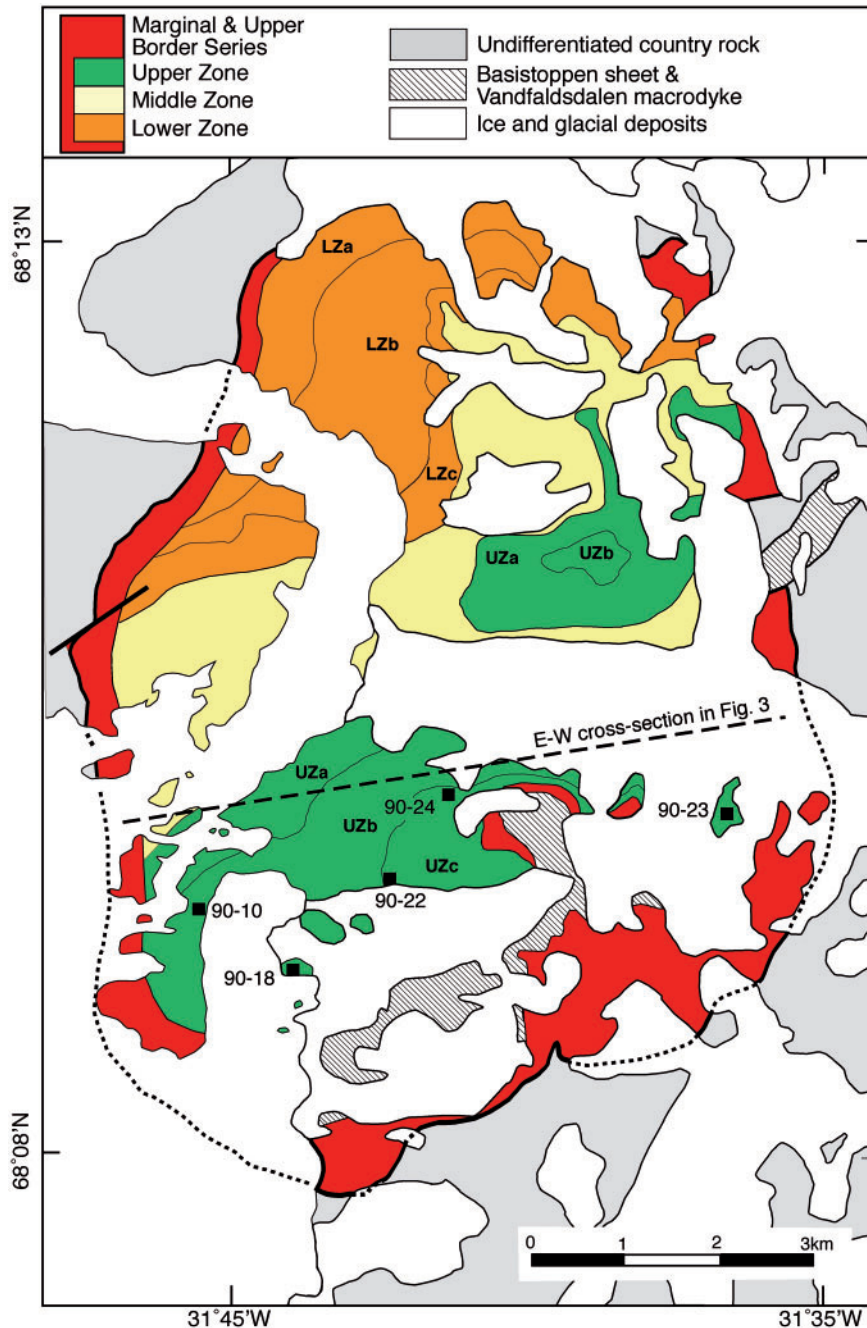 Marginal & Upper
Border Series
Upper Zone
Middle Zone
Lower Zone
Undifferentiated country rock
Basistoppen sheet &
Vandfaldsdalen macrodyke
Ice and glacial deposits
68°13'N
LZa
LZb
LZc
UZa
UZb
E-W cross-section in Fig. 3
UZa
90-24
90-23
UZb
UZc
90-22
90-10
90-18
68°08'N
0 1 2 3km
31°45'W
31°35'W